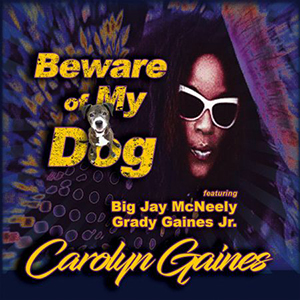 Beware
of My
Dog
featuring
Big Jay McNeely
Grady Gaines Jr.
Carolyn Gaines